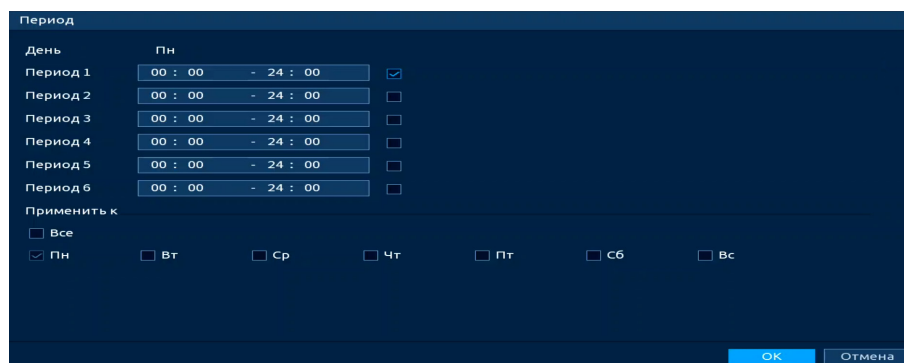 Период
День Пн
Период 1 00 : 00 - 24 : 00
Период 2 00 : 00 - 24 : 00
Период 3 00 : 00 - 24 : 00
Период 4 00 : 00 - 24 : 00
Период 5 00 : 00 - 24 : 00
Период 6 00 : 00 - 24 : 00
Применить к
Все
Пн Вт Ср Чт Пт Сб Вс
OK Отмена